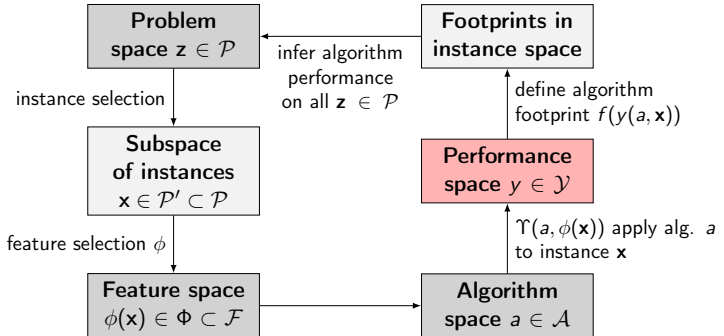 Problem
space z ∈ 𝒫
Footprints in
instance space
infer algorithm
performance
on all z ∈ 𝒫
instance selection
define algorithm
footprint f(y(a, x))
Subspace
of instances
x ∈ 𝒫′ ⊂ 𝒫
Performance
space y ∈ 𝒴
feature selection ϕ
ϒ(a, ϕ(x)) apply alg. a
to instance x
Feature space
ϕ(x) ∈ Φ ⊂ ℱ
Algorithm
space a ∈ 𝒜